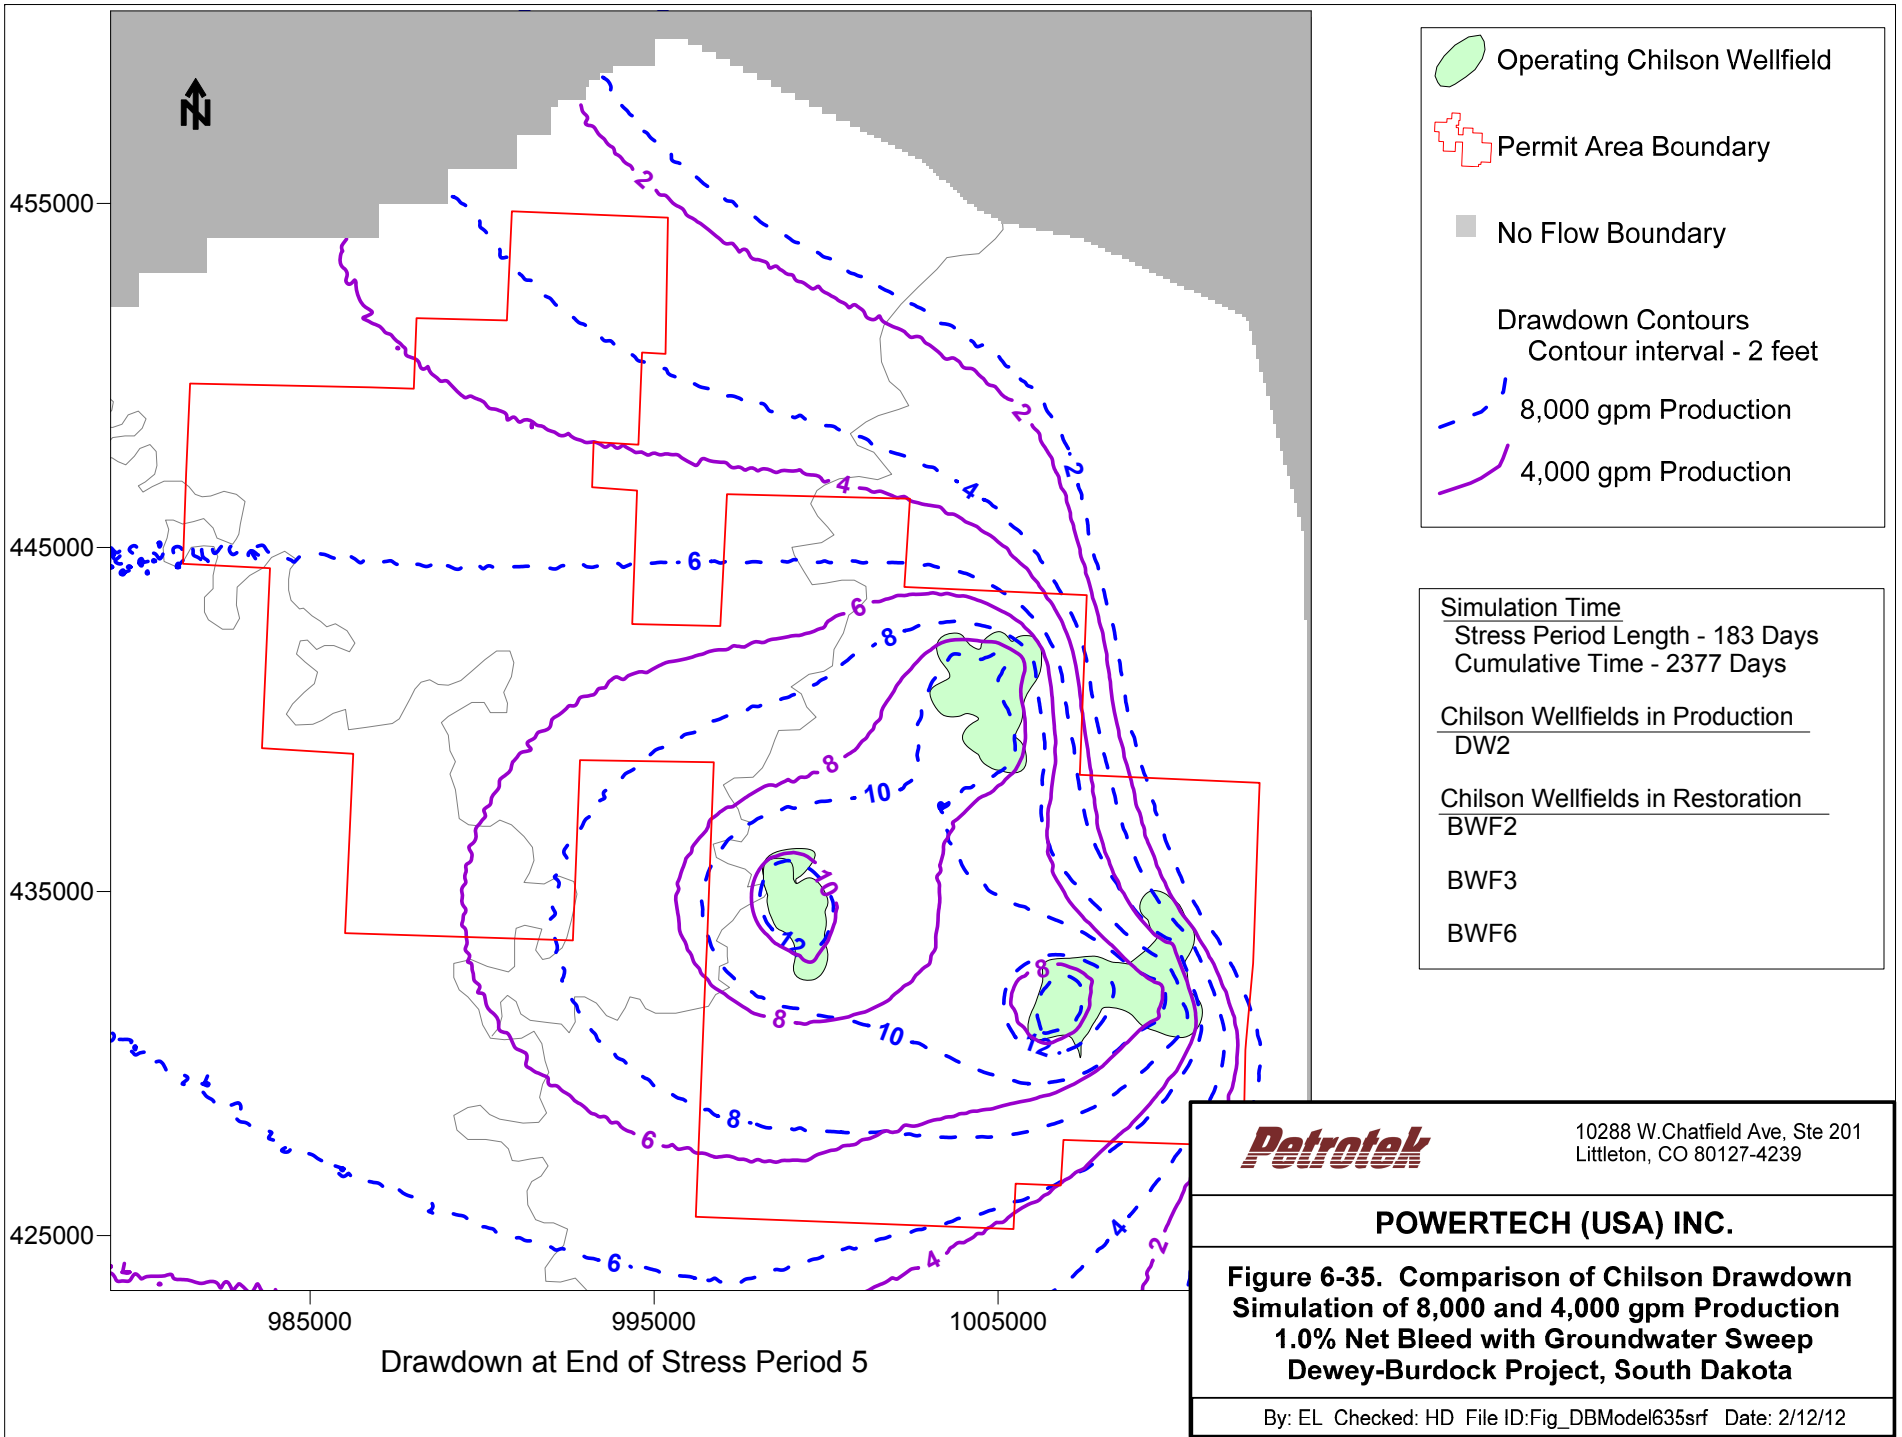 N
455000
445000
435000
425000
985000
995000
1005000
2
2
2
4
4
6
6
8
8
10
10
8
12
8
10
8
12
8
6
6
4
4
2
Drawdown at End of Stress Period 5
Operating Chilson Wellfield
Permit Area Boundary
No Flow Boundary
Drawdown Contours
Contour interval - 2 feet
8,000 gpm Production
4,000 gpm Production
Simulation Time
Stress Period Length - 183 Days
Cumulative Time - 2377 Days
Chilson Wellfields in Production
DW2
Chilson Wellfields in Restoration
BWF2
BWF3
BWF6
Petrotek
10288 W.Chatfield Ave, Ste 201
Littleton, CO 80127-4239
POWERTECH (USA) INC.
Figure 6-35. Comparison of Chilson Drawdown
Simulation of 8,000 and 4,000 gpm Production
1.0% Net Bleed with Groundwater Sweep
Dewey-Burdock Project, South Dakota
By: EL Checked: HD File ID:Fig_DBModel635srf Date: 2/12/12